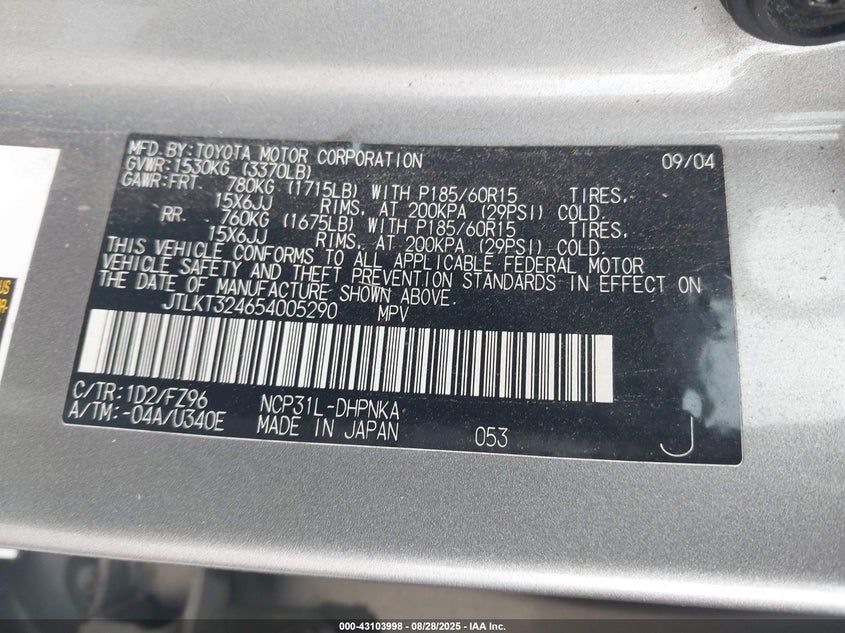 MFD.BY:TOYOTA MOTOR CORPORATION 09/04
GVWR:1530KG (3370LB)
GAWR:FRT. 780KG (1715LB) WITH P185/60R15 TIRES,
15X6JJ RIMS, AT 200KPA (29PSI) COLD.
RR. 760KG (1675LB) WITH P185/60R15 TIRES,
15X6JJ RIMS, AT 200KPA (29PSI) COLD.
THIS VEHICLE CONFORMS TO ALL APPLICABLE FEDERAL MOTOR
VEHICLE SAFETY AND THEFT PREVENTION STANDARDS IN EFFECT ON
THE DATE OF MANUFACTURE SHOWN ABOVE.
JTLKT324654005290 MPV
C/TR:1D2/FZ96 NCP31L-DHPNKA
A/TM:-04A/U340E MADE IN JAPAN 053 J
US
OR-
000-43103998 | 08/28/2025 - IAA Inc.